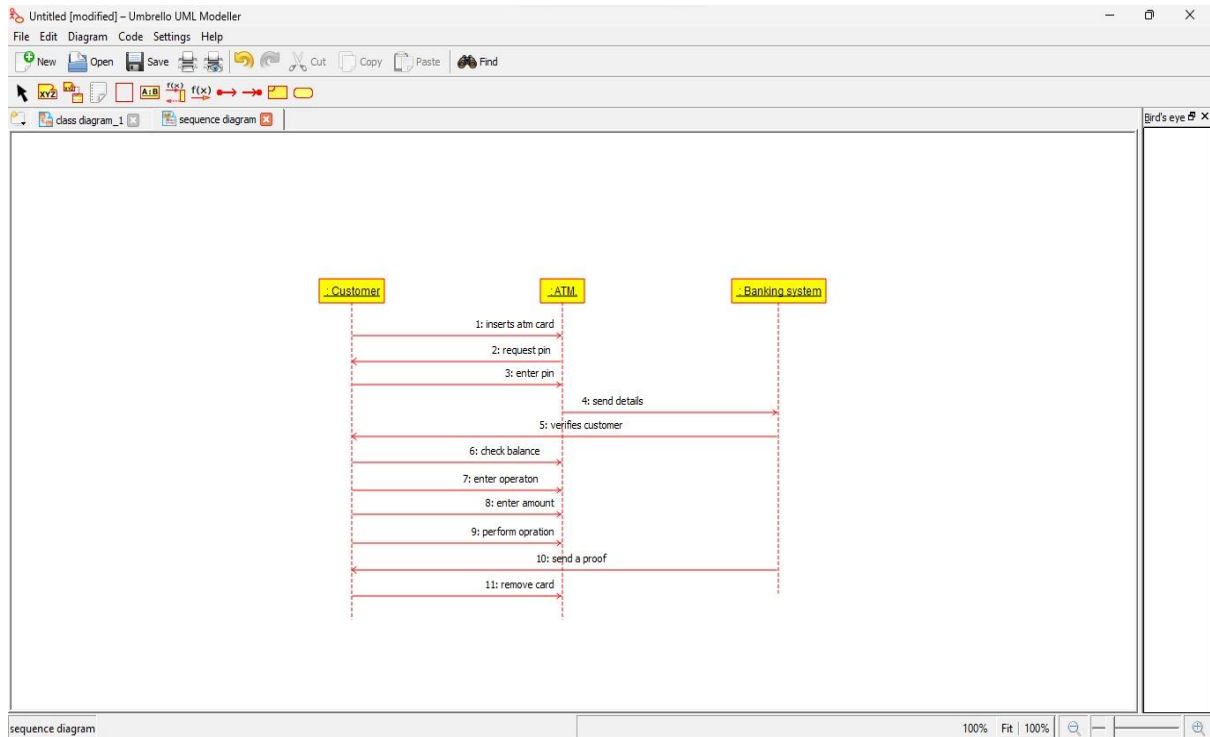 Untitled [modified] – Umbrello UML Modeller
File Edit Diagram Code Settings Help
New Open Save Cut Copy Paste Find
XYZ A:B f(x) f(x)
class diagram_1 sequence diagram
Bird's eye
: Customer
:ATM.
: Banking system
1: inserts atm card
2: request pin
3: enter pin
4: send details
5: verifies customer
6: check balance
7: enter operaton
8: enter amount
9: perform opration
10: send a proof
11: remove card
sequence diagram
100% Fit 100%